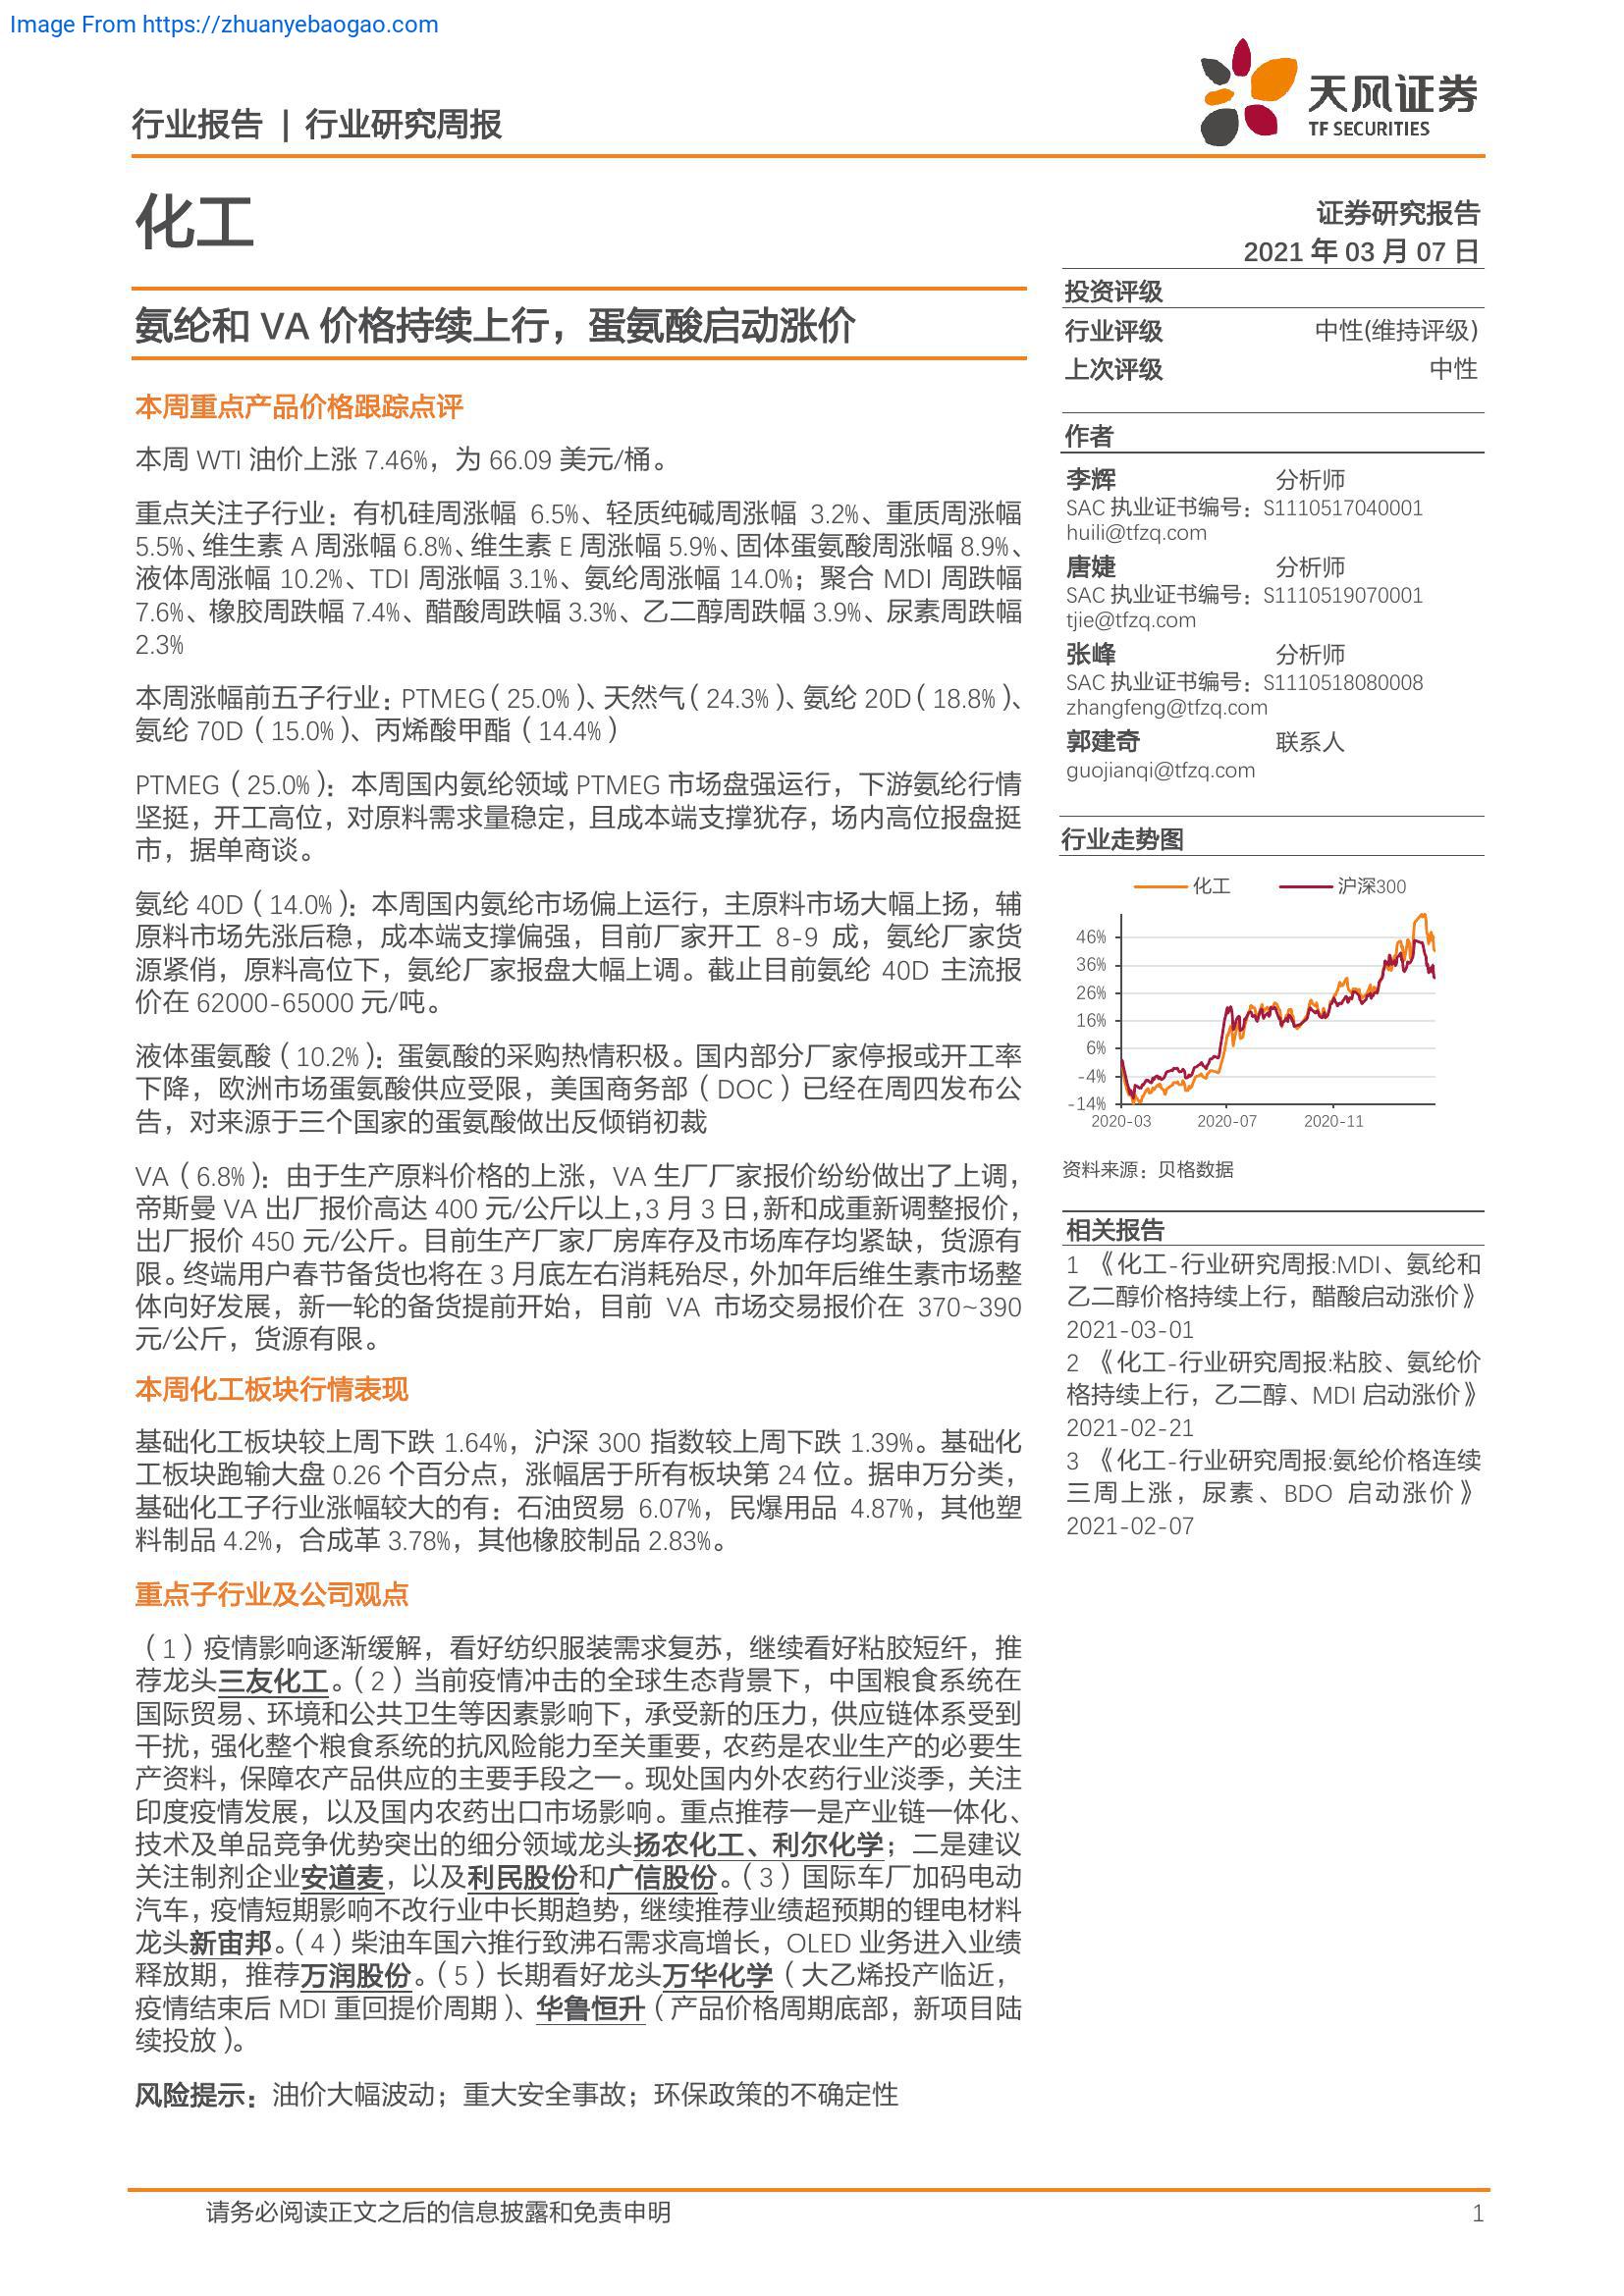 Image From https://zhuanyebaogao.com
行业报告 | 行业研究周报
天风证券
TF SECURITIES
化工
证券研究报告
2021 年 03 月 07 日
氨纶和 VA 价格持续上行，蛋氨酸启动涨价
本周重点产品价格跟踪点评
本周 WTI 油价上涨 7.46%，为 66.09 美元/桶。
重点关注子行业：有机硅周涨幅 6.5%、轻质纯碱周涨幅 3.2%、重质周涨幅
5.5%、维生素 A 周涨幅 6.8%、维生素 E 周涨幅 5.9%、固体蛋氨酸周涨幅 8.9%、
液体周涨幅 10.2%、TDI 周涨幅 3.1%、氨纶周涨幅 14.0%；聚合 MDI 周跌幅
7.6%、橡胶周跌幅 7.4%、醋酸周跌幅 3.3%、乙二醇周跌幅 3.9%、尿素周跌幅
2.3%
本周涨幅前五子行业：PTMEG（25.0%）、天然气（24.3%）、氨纶 20D（18.8%）、
氨纶 70D（15.0%）、丙烯酸甲酯（14.4%）
PTMEG（25.0%）：本周国内氨纶领域 PTMEG 市场盘强运行，下游氨纶行情
坚挺，开工高位，对原料需求量稳定，且成本端支撑犹存，场内高位报盘挺
市，据单商谈。
氨纶 40D（14.0%）：本周国内氨纶市场偏上运行，主原料市场大幅上扬，辅
原料市场先涨后稳，成本端支撑偏强，目前厂家开工 8-9 成，氨纶厂家货
源紧俏，原料高位下，氨纶厂家报盘大幅上调。截止目前氨纶 40D 主流报
价在 62000-65000 元/吨。
液体蛋氨酸（10.2%）：蛋氨酸的采购热情积极。国内部分厂家停报或开工率
下降，欧洲市场蛋氨酸供应受限，美国商务部（DOC）已经在周四发布公
告，对来源于三个国家的蛋氨酸做出反倾销初裁
VA（6.8%）：由于生产原料价格的上涨，VA 生厂厂家报价纷纷做出了上调，
帝斯曼 VA 出厂报价高达 400 元/公斤以上，3 月 3 日，新和成重新调整报价，
出厂报价 450 元/公斤。目前生产厂家厂房库存及市场库存均紧缺，货源有
限。终端用户春节备货也将在 3 月底左右消耗殆尽，外加年后维生素市场整
体向好发展，新一轮的备货提前开始，目前 VA 市场交易报价在 370~390
元/公斤，货源有限。
本周化工板块行情表现
基础化工板块较上周下跌 1.64%，沪深 300 指数较上周下跌 1.39%。基础化
工板块跑输大盘 0.26 个百分点，涨幅居于所有板块第 24 位。据申万分类，
基础化工子行业涨幅较大的有：石油贸易 6.07%，民爆用品 4.87%，其他塑
料制品 4.2%，合成革 3.78%，其他橡胶制品 2.83%。
重点子行业及公司观点
（1）疫情影响逐渐缓解，看好纺织服装需求复苏，继续看好粘胶短纤，推
荐龙头三友化工。（2）当前疫情冲击的全球生态背景下，中国粮食系统在
国际贸易、环境和公共卫生等因素影响下，承受新的压力，供应链体系受到
干扰，强化整个粮食系统的抗风险能力至关重要，农药是农业生产的必要生
产资料，保障农产品供应的主要手段之一。现处国内外农药行业淡季，关注
印度疫情发展，以及国内农药出口市场影响。重点推荐一是产业链一体化、
技术及单品竞争优势突出的细分领域龙头扬农化工、利尔化学；二是建议
关注制剂企业安道麦，以及利民股份和广信股份。（3）国际车厂加码电动
汽车，疫情短期影响不改行业中长期趋势，继续推荐业绩超预期的锂电材料
龙头新宙邦。（4）柴油车国六推行致沸石需求高增长，OLED 业务进入业绩
释放期，推荐万润股份。（5）长期看好龙头万华化学（大乙烯投产临近，
疫情结束后 MDI 重回提价周期）、华鲁恒升（产品价格周期底部，新项目陆
续投放）。
风险提示：油价大幅波动；重大安全事故；环保政策的不确定性
投资评级
行业评级 中性(维持评级)
上次评级 中性
作者
李辉 分析师
SAC 执业证书编号：S1110517040001
huili@tfzq.com
唐婕 分析师
SAC 执业证书编号：S1110519070001
tjie@tfzq.com
张峰 分析师
SAC 执业证书编号：S1110518080008
zhangfeng@tfzq.com
郭建奇 联系人
guojianqi@tfzq.com
行业走势图
化工 沪深300
46%
36%
26%
16%
6%
-4%
-14%
2020-03 2020-07 2020-11
资料来源：贝格数据
相关报告
1 《化工-行业研究周报:MDI、氨纶和
乙二醇价格持续上行，醋酸启动涨价》
2021-03-01
2 《化工-行业研究周报:粘胶、氨纶价
格持续上行，乙二醇、MDI 启动涨价》
2021-02-21
3 《化工-行业研究周报:氨纶价格连续
三周上涨，尿素、BDO 启动涨价》
2021-02-07
请务必阅读正文之后的信息披露和免责申明 1